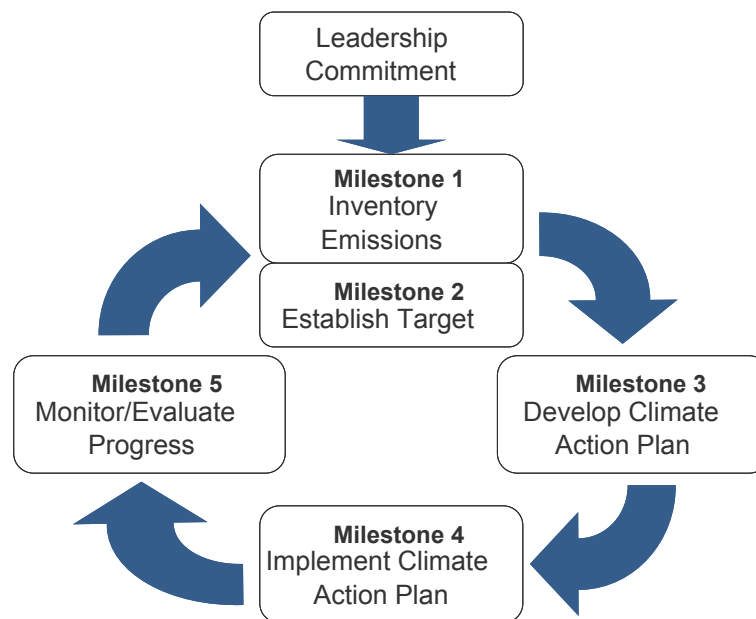 Leadership
Commitment
Milestone 1
Inventory
Emissions
Milestone 2
Establish Target
Milestone 5
Monitor/Evaluate
Progress
Milestone 3
Develop Climate
Action Plan
Milestone 4
Implement Climate
Action Plan